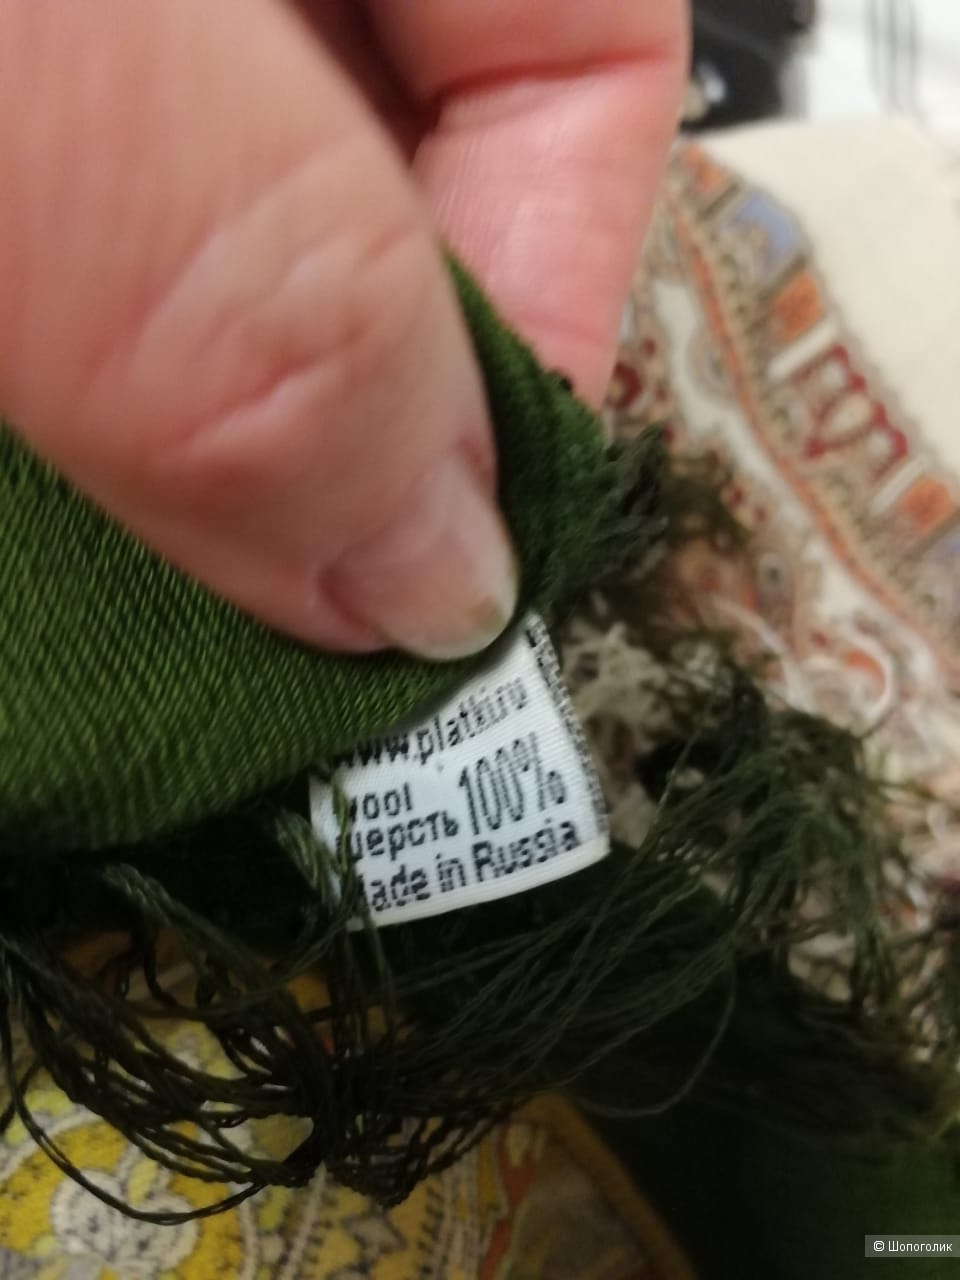 www.platki.ru
wool
шерсть 100%
Made in Russia
© Шопоголик